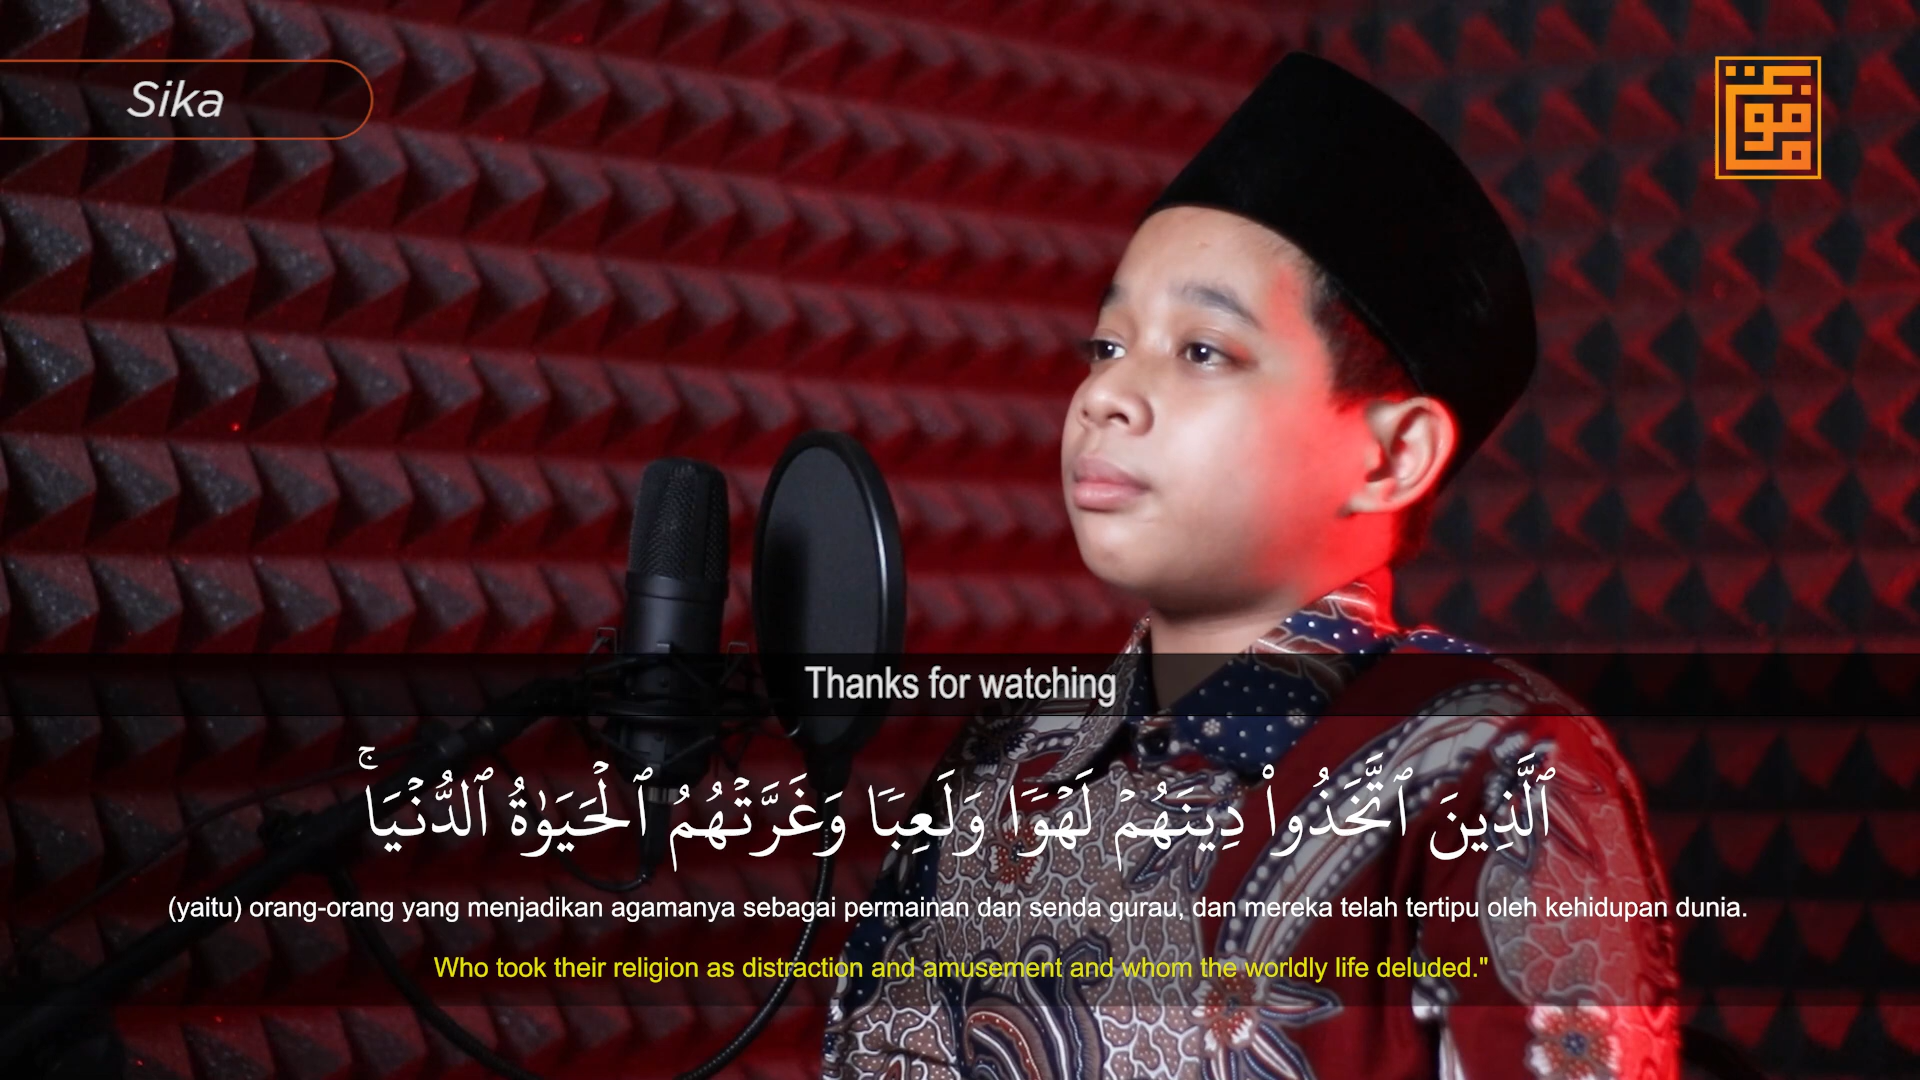 Sika
Thanks for watching
ٱلَّذِينَ ٱتَّخَذُوا۟ دِينَهُمْ لَهْوًا وَلَعِبًا وَغَرَّتْهُمُ ٱلْحَيَوٰةُ ٱلدُّنْيَا ۚ
(yaitu) orang-orang yang menjadikan agamanya sebagai permainan dan senda gurau, dan mereka telah tertipu oleh kehidupan dunia.
Who took their religion as distraction and amusement and whom the worldly life deluded."